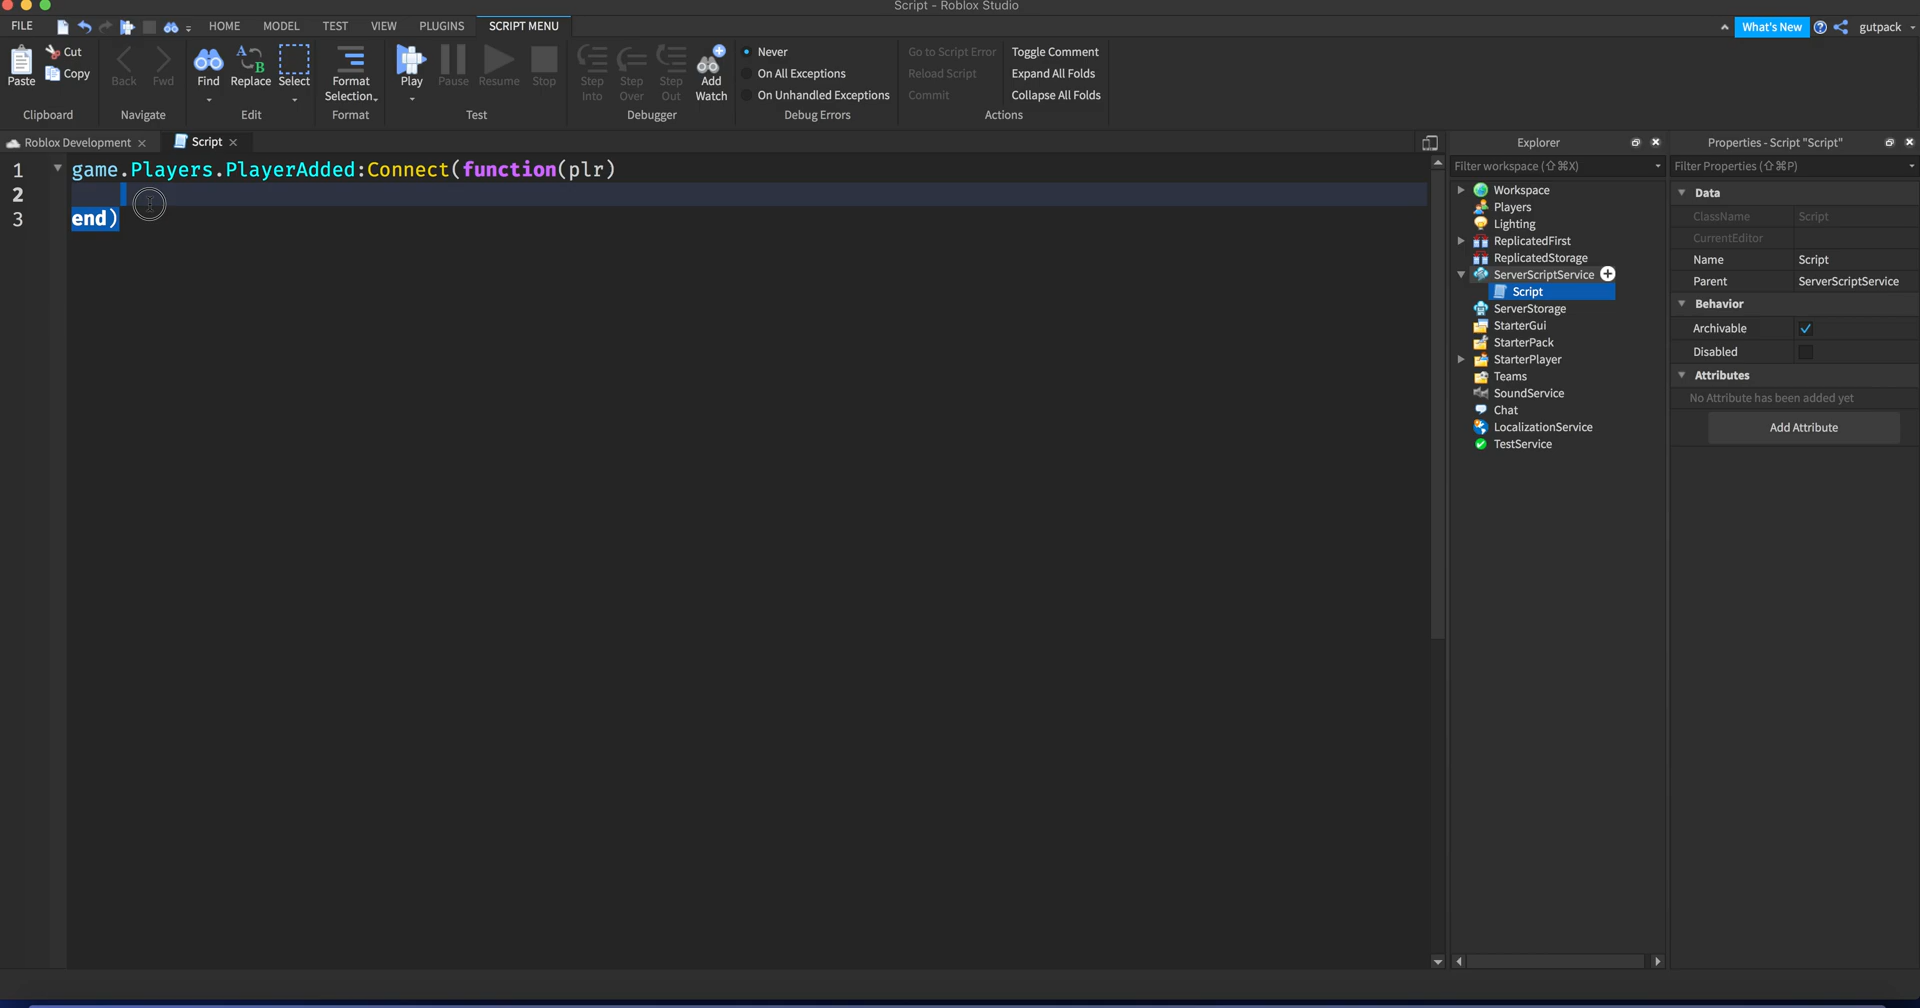 Script - Roblox Studio
FILE HOME MODEL TEST VIEW PLUGINS SCRIPT MENU What's New gutpack
Paste Cut Copy Back Fwd Find Replace Select Format Selection Play Pause Resume Stop Step Into Step Over Step Out Add Watch
Never
On All Exceptions
On Unhandled Exceptions
Go to Script Error
Reload Script
Commit
Toggle Comment
Expand All Folds
Collapse All Folds
Clipboard Navigate Edit Format Test Debugger Debug Errors Actions
Roblox Development Script
1 game.Players.PlayerAdded:Connect(function(plr)
2
3 end)
Explorer
Filter workspace (⇧⌘X)
Workspace
Players
Lighting
ReplicatedFirst
ReplicatedStorage
ServerScriptService
Script
ServerStorage
StarterGui
StarterPack
StarterPlayer
Teams
SoundService
Chat
LocalizationService
TestService
Properties - Script "Script"
Filter Properties (⇧⌘P)
Data
ClassName Script
CurrentEditor
Name Script
Parent ServerScriptService
Behavior
Archivable
Disabled
Attributes
No Attribute has been added yet
Add Attribute